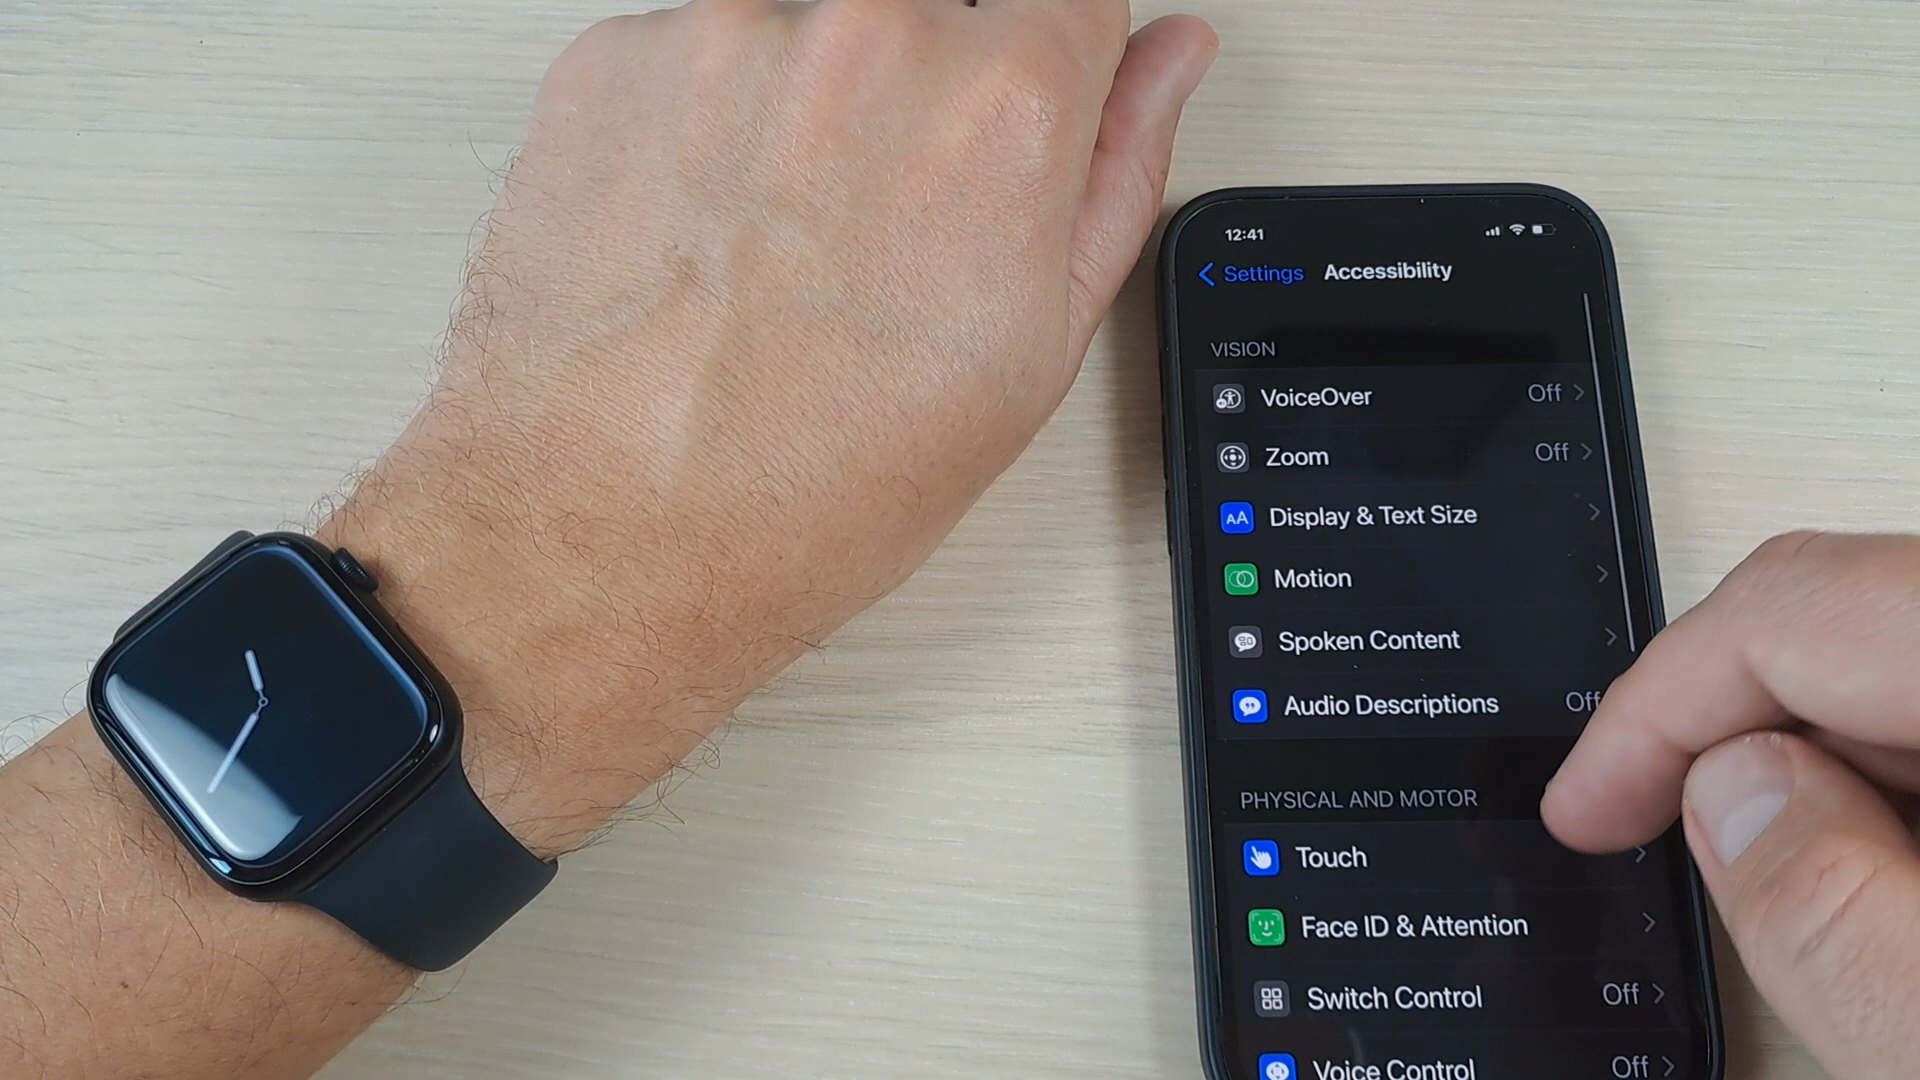 12:41
Settings Accessibility
VISION
VoiceOver Off
Zoom Off
AA Display & Text Size
Motion
Spoken Content
Audio Descriptions Off
PHYSICAL AND MOTOR
Touch
Face ID & Attention
Switch Control Off
Voice Control Off